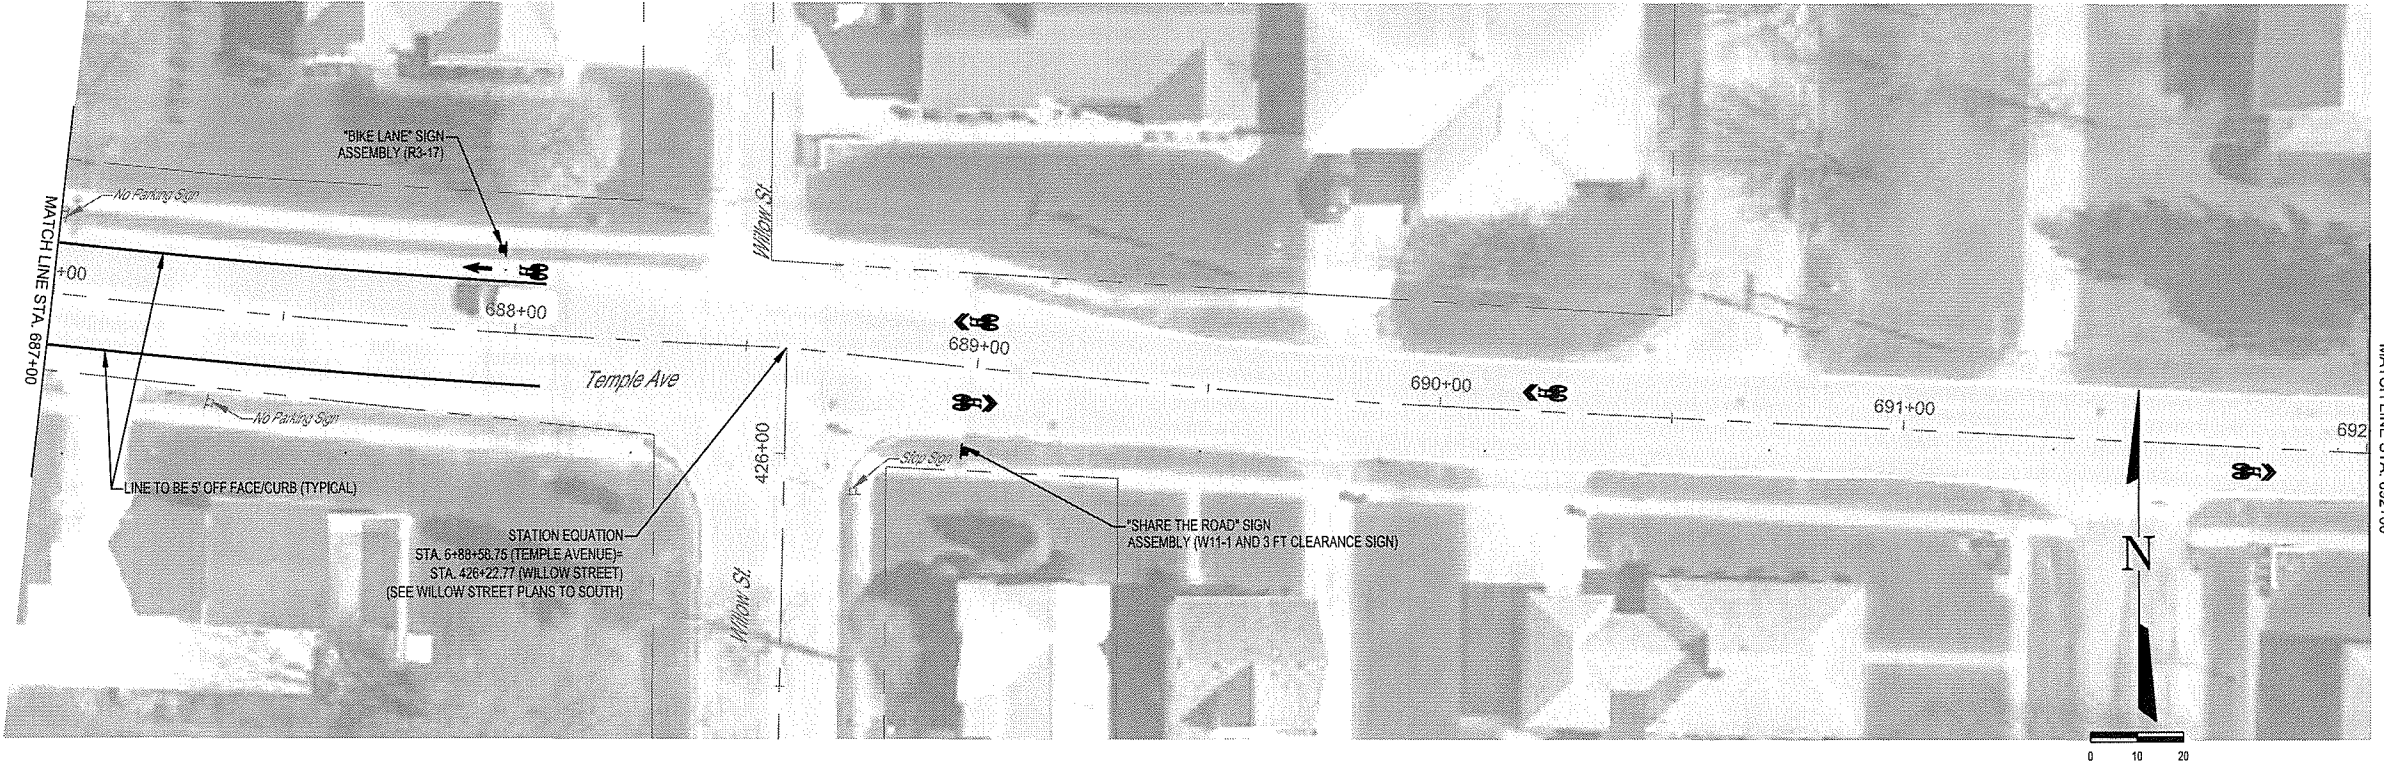 "BIKE LANE" SIGN
ASSEMBLY (R3-17)
No Parking Sign
Willow St.
MATCH LINE STA. 687+00
+00
688+00
689+00
690+00
691+00
692
Temple Ave
No Parking Sign
LINE TO BE 5' OFF FACE/CURB (TYPICAL)
426+00
Stop Sign
STATION EQUATION
STA. 6+88+58.75 (TEMPLE AVENUE)=
STA. 426+22.77 (WILLOW STREET)
(SEE WILLOW STREET PLANS TO SOUTH)
"SHARE THE ROAD" SIGN
ASSEMBLY (W11-1 AND 3 FT CLEARANCE SIGN)
Willow St.
N
0 10 20